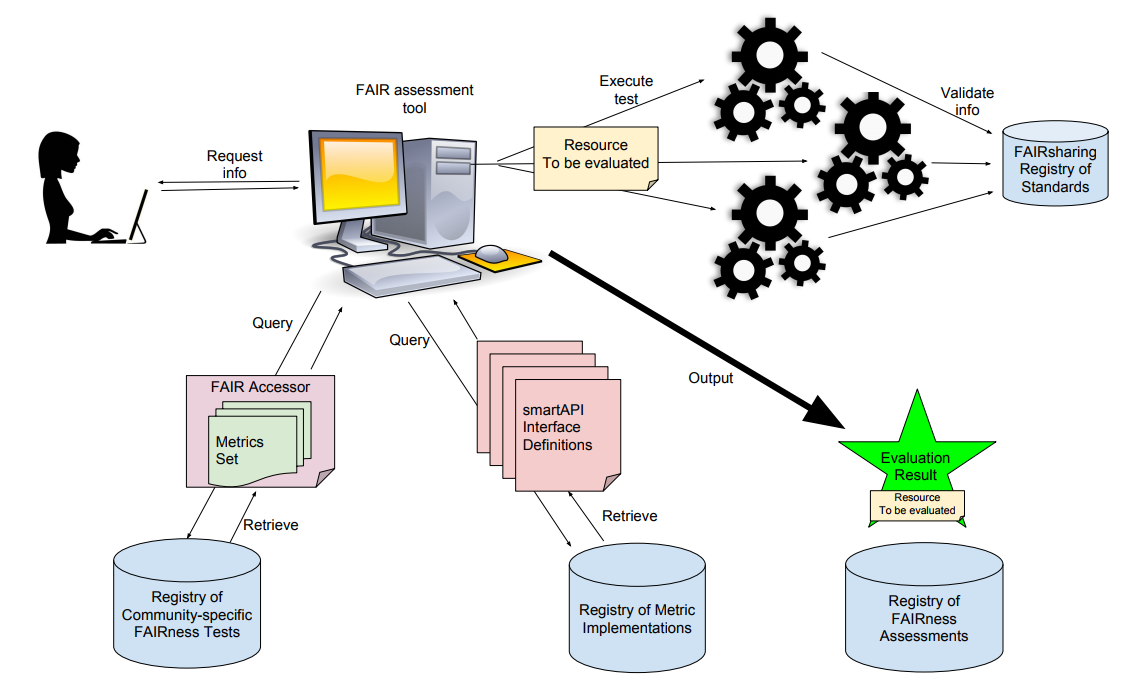 FAIR assessment
tool
Execute
test
Validate
info
Request
info
Resource
To be evaluated
FAIRsharing
Registry of
Standards
Query
Query
FAIR Accessor
Metrics
Set
smartAPI
Interface
Definitions
Output
Evaluation
Result
Resource
To be evaluated
Retrieve
Retrieve
Registry of
Community-specific
FAIRness Tests
Registry of Metric
Implementations
Registry of
FAIRness
Assessments